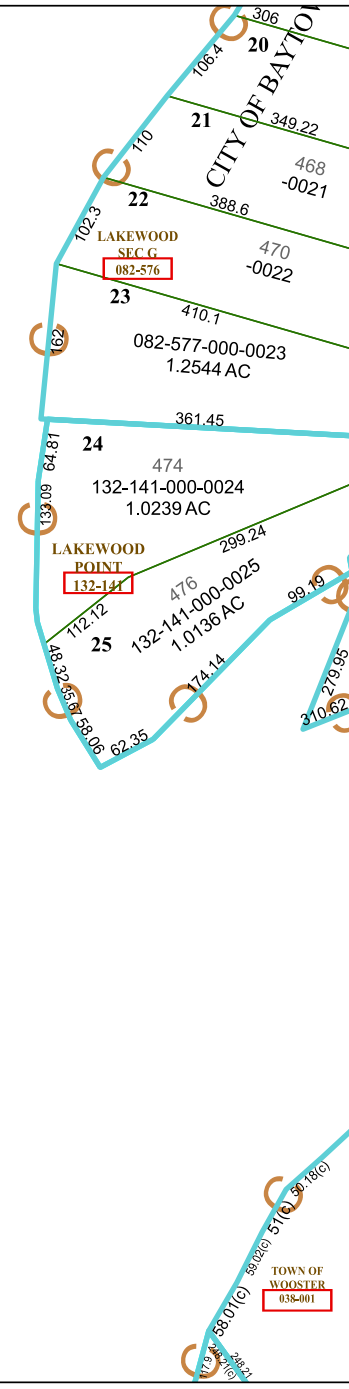 306
20
106.4
CITY OF BAYTOW
21
349.22
110
468
-0021
22
388.6
102.3
LAKEWOOD
SEC G
082-576
470
-0022
23
410.1
162
082-577-000-0023
1.2544 AC
361.45
64.81
24
474
132-141-000-0024
1.0239 AC
133.09
299.24
LAKEWOOD
POINT
132-141
476
132-141-000-0025
1.0136 AC
99.19
112.12
25
48.32
35.67
58.06
174.14
62.35
279.95
310.62
50.18(c)
51(c)
59.02(c)
TOWN OF
WOOSTER
038-001
58.01(c)
248.21
248.21(c)